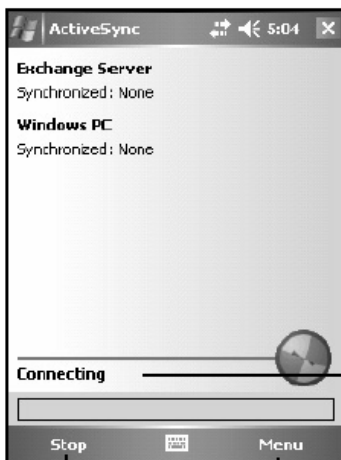 ActiveSync 5:04
Exchange Server
Synchronized: None
Windows PC
Synchronized: None
Connecting
Stop Menu